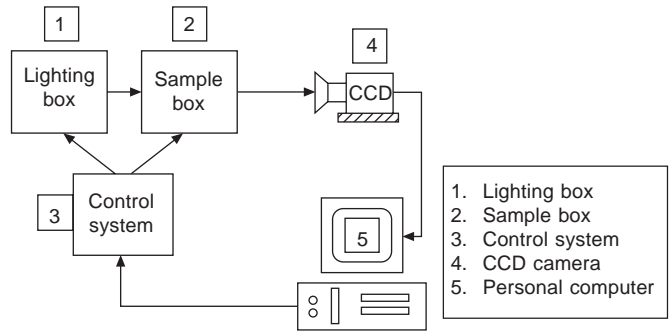 1
2
4
Lighting
box
Sample
box
CCD
3
Control
system
5
1. Lighting box
2. Sample box
3. Control system
4. CCD camera
5. Personal computer